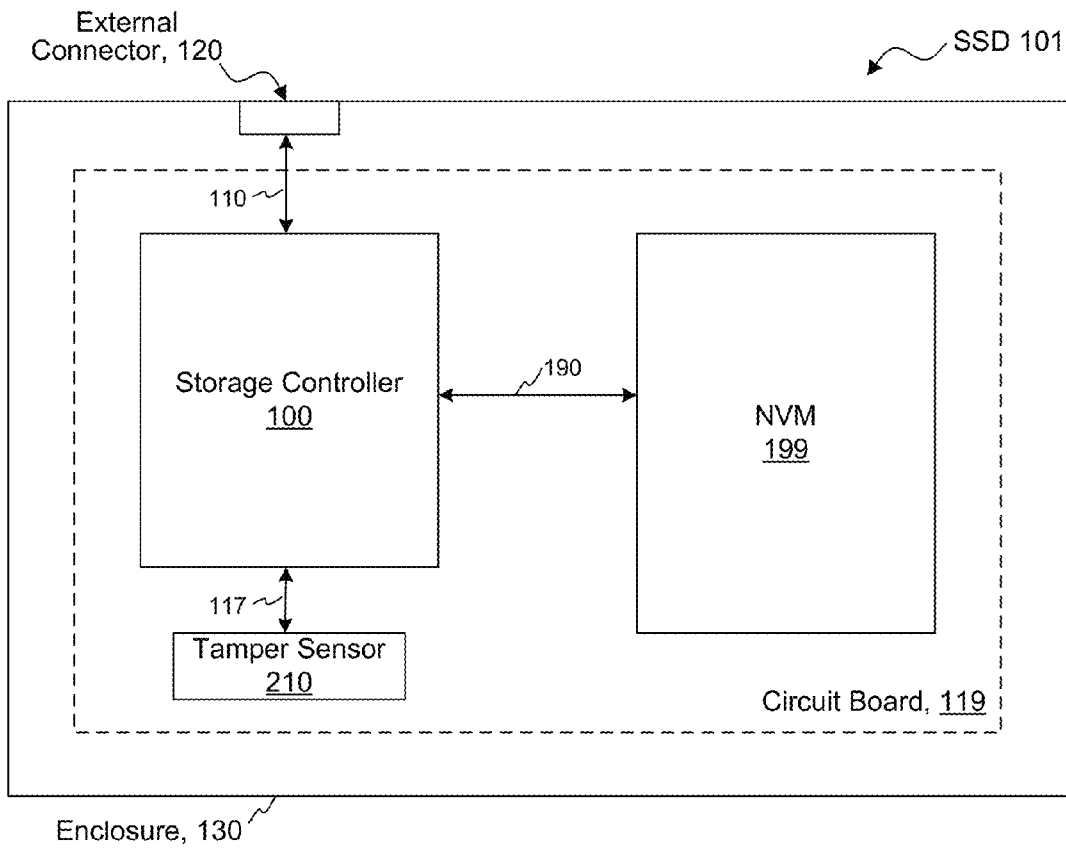 External
Connector, 120
SSD 101
110
Storage Controller
100
190
NVM
199
117
Tamper Sensor
210
Circuit Board, 119
Enclosure, 130